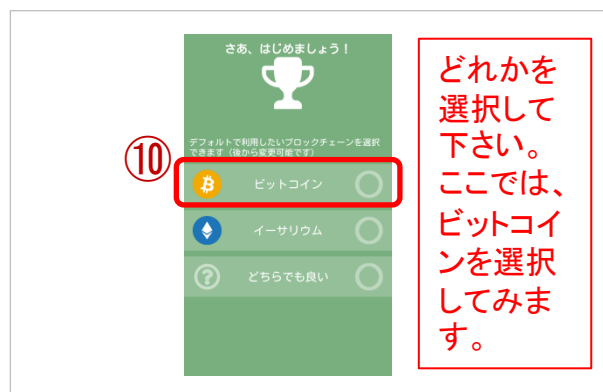 さあ、はじめましょう！
デフォルトで利用したいブロックチェーンを選択
できます（後から変更可能です）
⑩
ビットコイン
イーサリウム
?
どちらでも良い
どれかを
選択して
下さい。
ここでは、
ビットコイ
ンを選択
してみま
す。